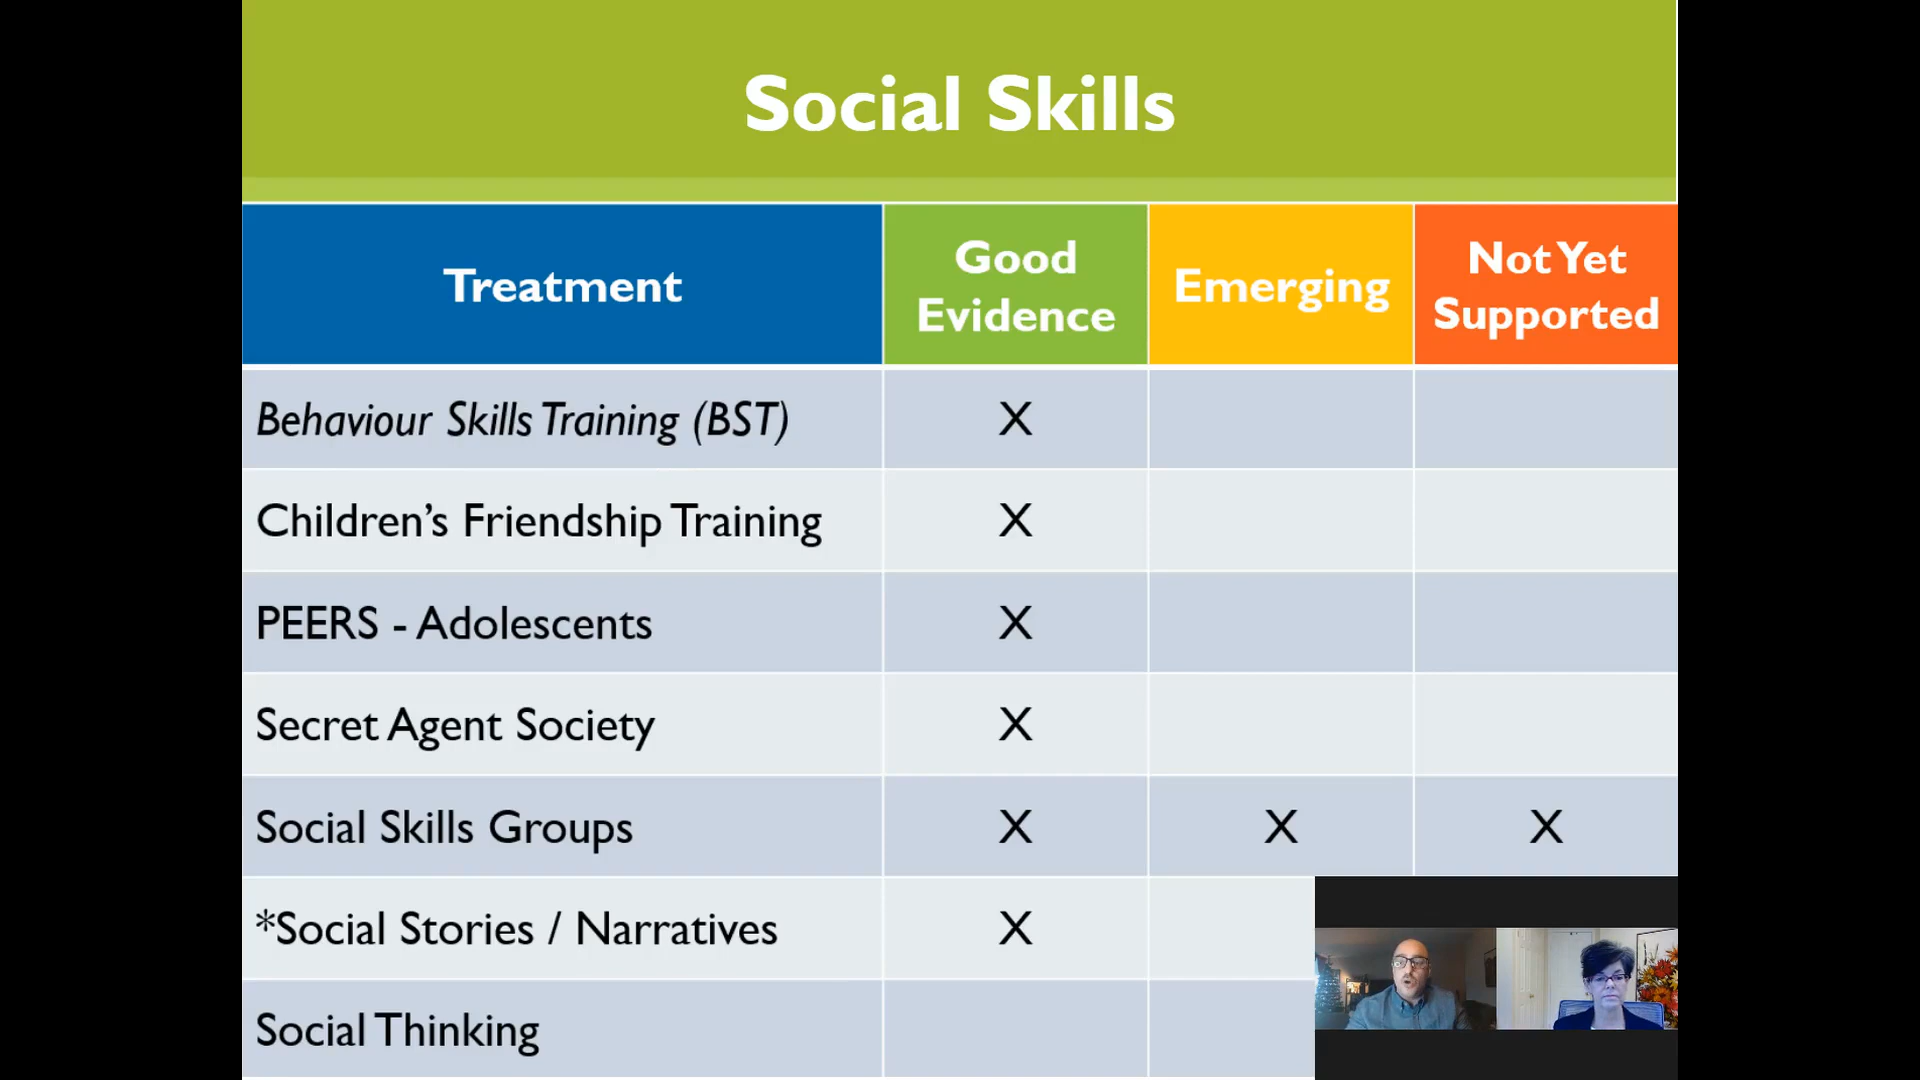 Social Skills
Treatment
Good
Evidence
Emerging
Not Yet
Supported
Behaviour Skills Training (BST)
X
Children’s Friendship Training
X
PEERS - Adolescents
X
Secret Agent Society
X
Social Skills Groups
X
X
X
*Social Stories / Narratives
X
Social Thinking